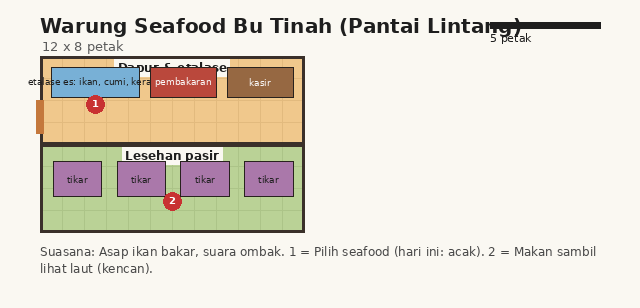 Warung Seafood Bu Tinah (Pantai Lintang)
5 petak
12 x 8 petak
Dapur & etalase
etalase es: ikan, cumi, kera
pembakaran
kasir
1
Lesehan pasir
tikar
tikar
tikar
tikar
2
Suasana: Asap ikan bakar, suara ombak. 1 = Pilih seafood (hari ini: acak). 2 = Makan sambil
lihat laut (kencan).